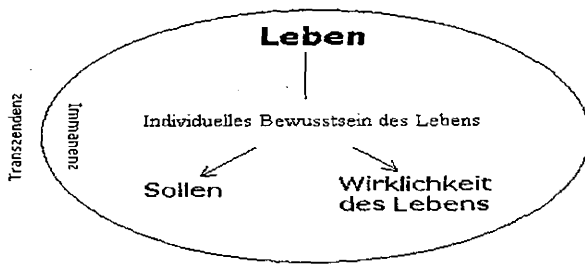 Leben
Transzendenz
Immanenz
Individuelles Bewusstsein des Lebens
Sollen
Wirklichkeit
des Lebens